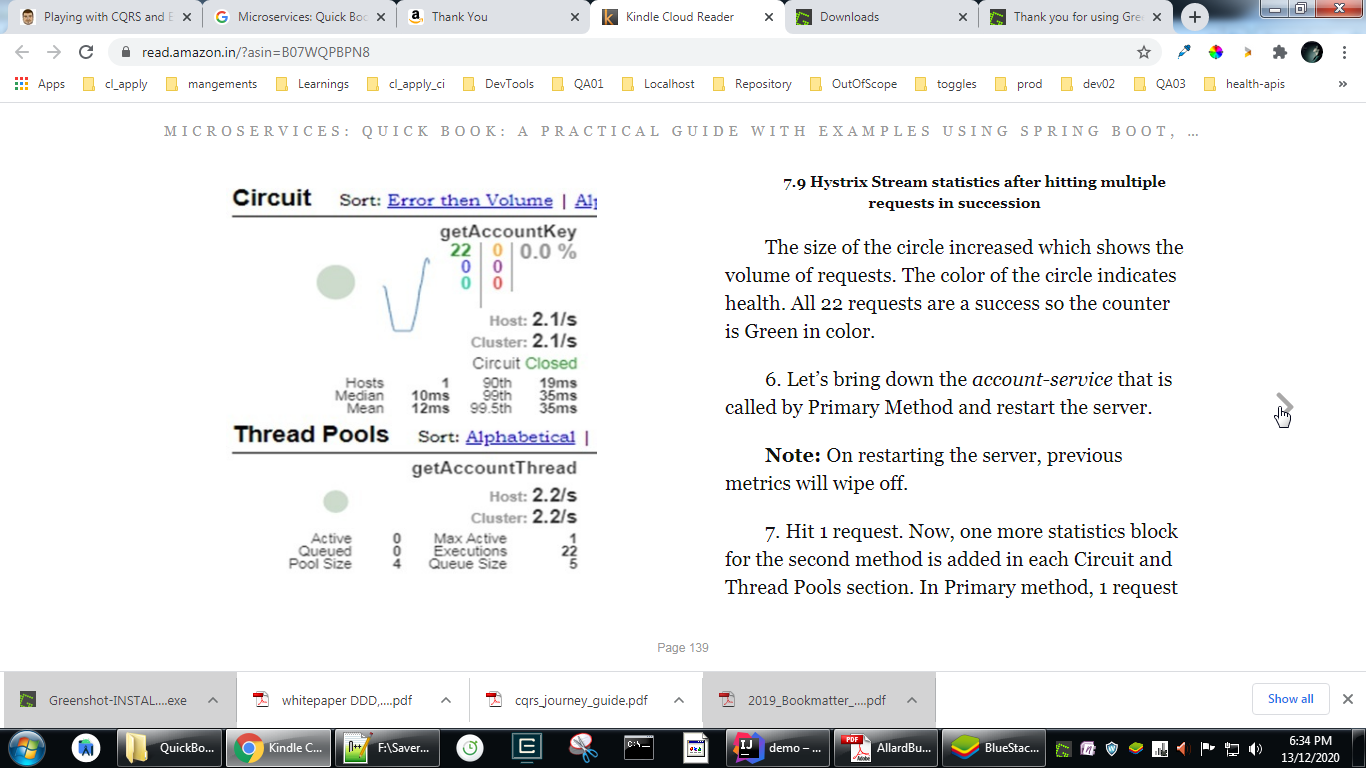 Playing with CQRS and E
Microservices: Quick Boo
Thank You
Kindle Cloud Reader
Downloads
Thank you for using Gre
read.amazon.in/?asin=B07WQPBPN8
Apps
cl_apply
mangements
Learnings
cl_apply_ci
DevTools
QA01
Localhost
Repository
OutOfScope
toggles
prod
dev02
QA03
health-apis
»
MICROSERVICES: QUICK BOOK: A PRACTICAL GUIDE WITH EXAMPLES USING SPRING BOOT, …
Circuit Sort: Error then Volume | Alp
getAccountKey
22 0 0.0 %
0 0
0 0
Host: 2.1/s
Cluster: 2.1/s
Circuit Closed
Hosts 1 90th 19ms
Median 10ms 99th 35ms
Mean 12ms 99.5th 35ms
Thread Pools Sort: Alphabetical |
getAccountThread
Host: 2.2/s
Cluster: 2.2/s
Active 0 Max Active 1
Queued 0 Executions 22
Pool Size 4 Queue Size 5
7.9 Hystrix Stream statistics after hitting multiple
requests in succession
The size of the circle increased which shows the
volume of requests. The color of the circle indicates
health. All 22 requests are a success so the counter
is Green in color.
6. Let’s bring down the account-service that is
called by Primary Method and restart the server.
Note: On restarting the server, previous
metrics will wipe off.
7. Hit 1 request. Now, one more statistics block
for the second method is added in each Circuit and
Thread Pools section. In Primary method, 1 request
Page 139
Greenshot-INSTAL....exe
whitepaper DDD,....pdf
cqrs_journey_guide.pdf
2019_Bookmatter_....pdf
Show all
QuickBo...
Kindle C...
F:\Saver...
demo – ...
AllardBu...
BlueStac...
6:34 PM
13/12/2020